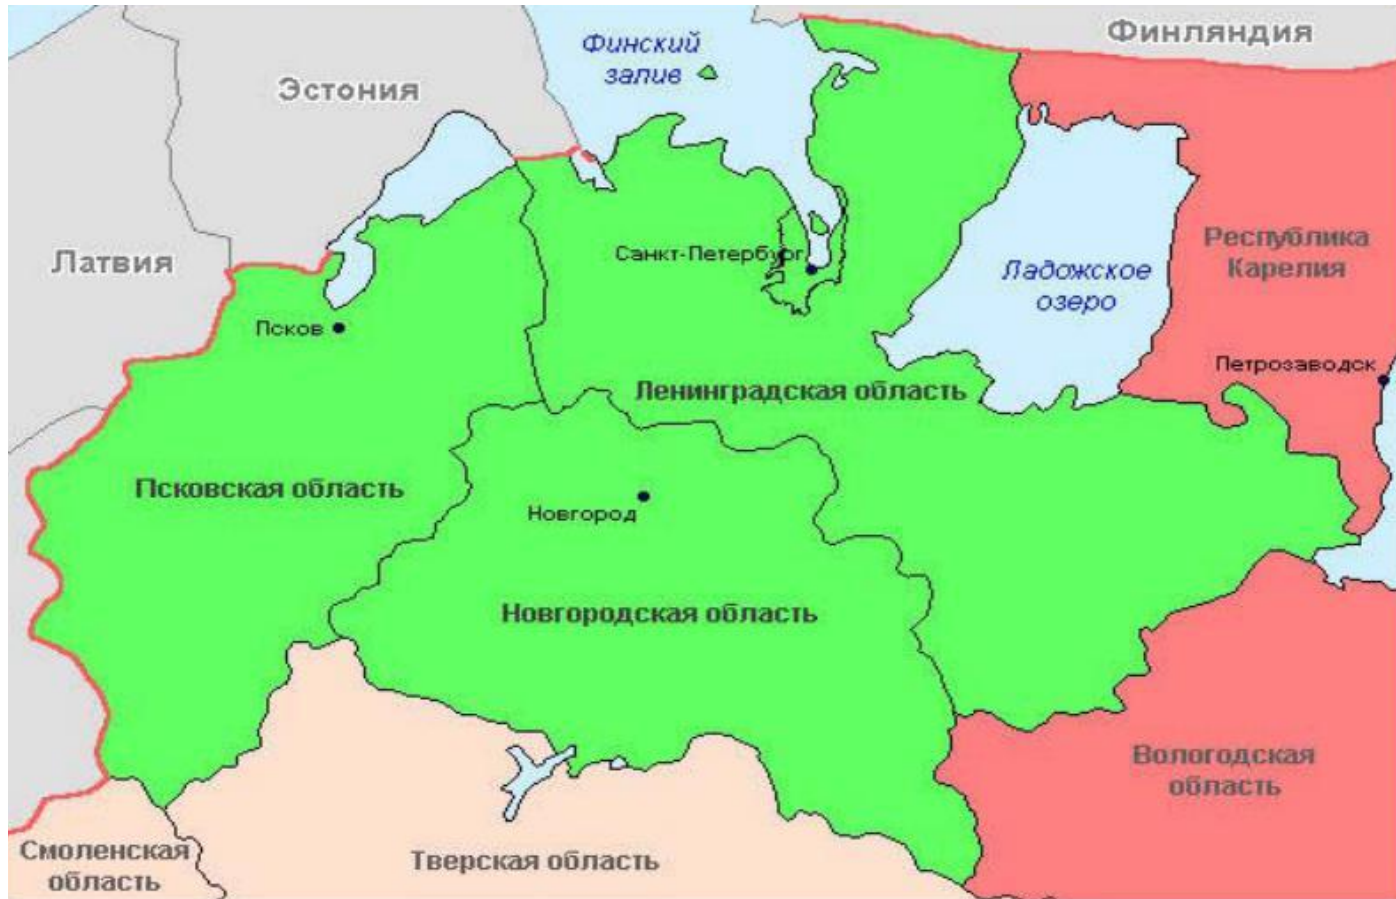 Финляндия
Финский
залив
Эстония
Латвия
Республика
Карелия
Санкт-Петербург
Ладожское
озеро
Псков
Петрозаводск
Ленинградская область
Псковская область
Новгород
Новгородская область
Вологодская
область
Смоленская
область
Тверская область